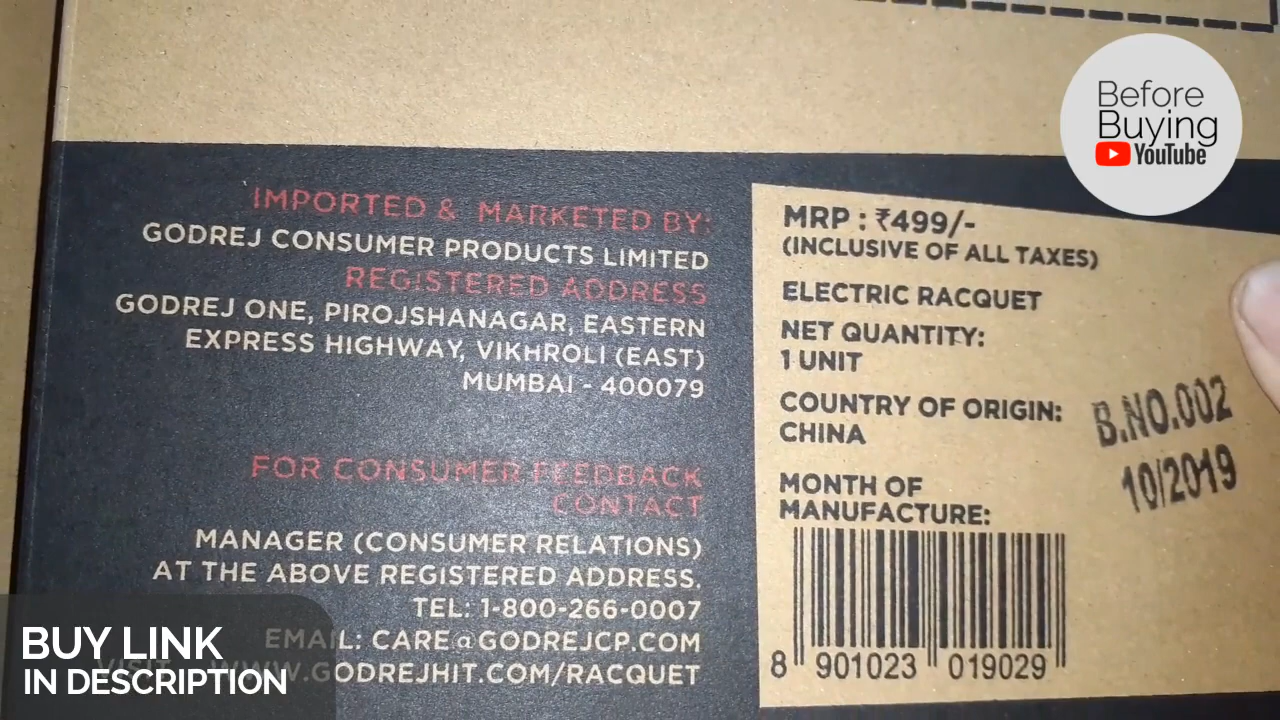 Before
Buying
YouTube
IMPORTED & MARKETED BY:
GODREJ CONSUMER PRODUCTS LIMITED
REGISTERED ADDRESS
GODREJ ONE, PIROJSHANAGAR, EASTERN
EXPRESS HIGHWAY, VIKHROLI (EAST)
MUMBAI - 400079
FOR CONSUMER FEEDBACK
CONTACT
MANAGER (CONSUMER RELATIONS)
AT THE ABOVE REGISTERED ADDRESS.
TEL: 1-800-266-0007
EMAIL: CARE@GODREJCP.COM
VISIT WWW.GODREJHIT.COM/RACQUET
MRP : ₹499/-
(INCLUSIVE OF ALL TAXES)
ELECTRIC RACQUET
NET QUANTITY:
1 UNIT
COUNTRY OF ORIGIN:
CHINA
MONTH OF
MANUFACTURE:
B.NO.002
10/2019
8 901023 019029
BUY LINK
IN DESCRIPTION